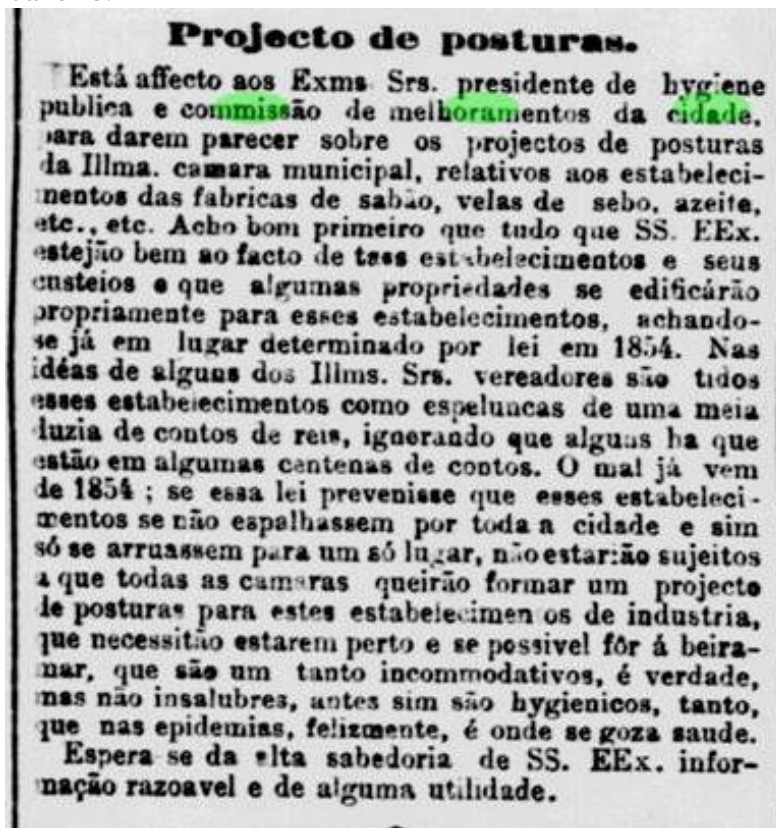 Projecto de posturas.
Está affecto aos Exms Srs. presidente de hygiene
publica e commissão de melhoramentos da cidade,
para darem parecer sobre os projectos de posturas
da Illma. camara municipal, relativos aos estabeleci-
mentos das fabricas de sabão, velas de sebo, azeite,
etc., etc. Acho bom primeiro que tudo que SS. EEx.
estejão bem ao facto de taes estabelecimentos e seus
custeios e que algumas propriedades se edificárão
propriamente para esses estabelecimentos, achando-
se já em lugar determinado por lei em 1854. Nas
idéas de alguns dos Illms. Srs. vereadores são tidos
esses estabelecimentos como espeluncas de uma meia
duzia de contos de reis, ignorando que alguns ha que
estão em algumas centenas de contos. O mal já vem
de 1854 ; se essa lei prevenisse que esses estabeleci-
mentos se não espalhassem por toda a cidade e sim
só se arruassem para um só lugar, não estarião sujeitos
a que todas as camaras queirão formar um projecto
de posturas para estes estabelecimen os de industria,
que necessitão estarem perto e se possivel fôr á beira-
mar, que são um tanto incommodativos, é verdade,
mas não insalubres, antes sim são hygienicos, tanto,
que nas epidemias, felizmente, é onde se goza saude.
Espera se da alta sabedoria de SS. EEx. infor-
mação razoavel e de alguma utilidade.